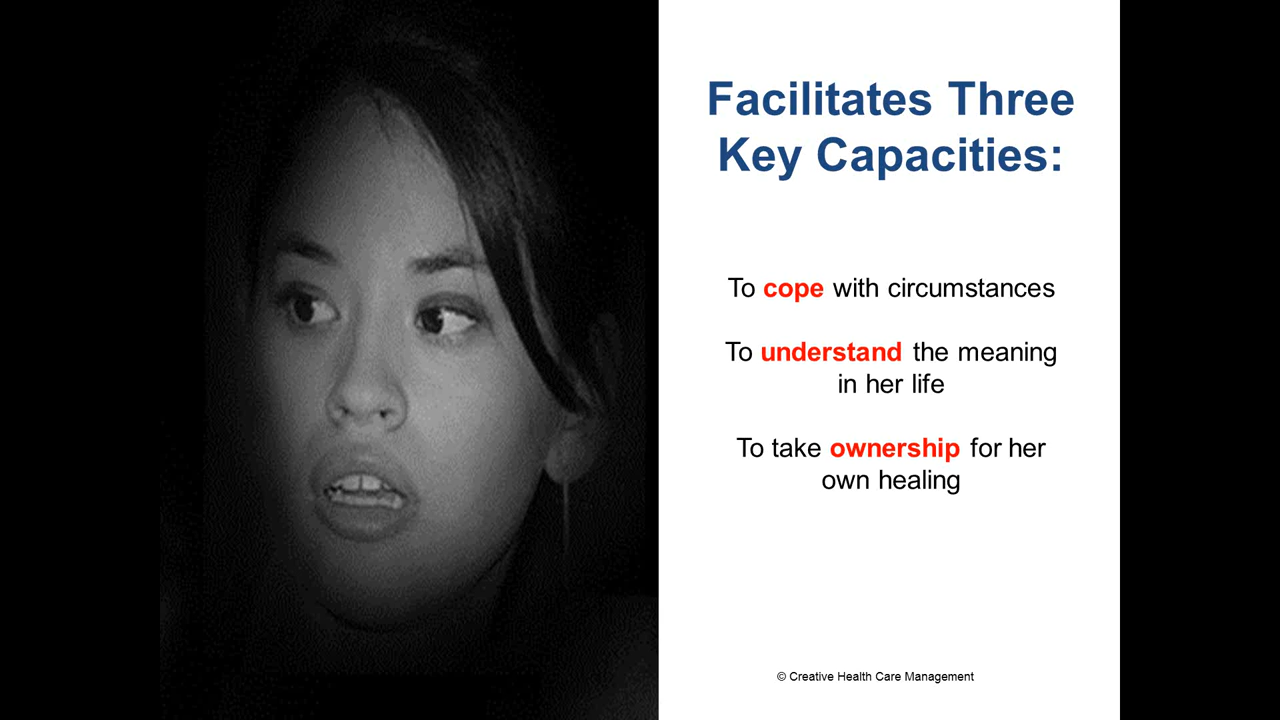 Facilitates Three
Key Capacities:
To cope with circumstances
To understand the meaning
in her life
To take ownership for her
own healing
© Creative Health Care Management